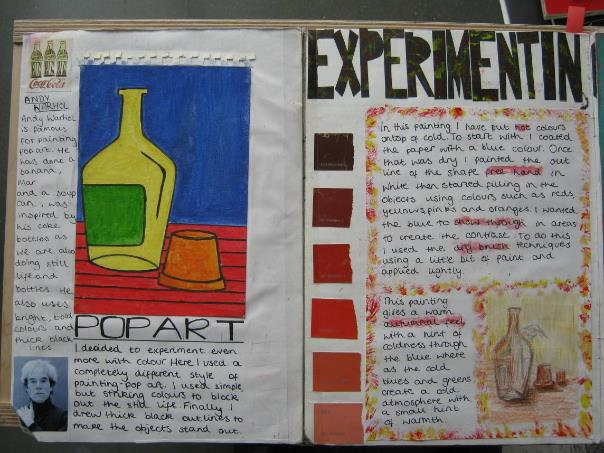 Coca-Cola
ANDY
WARHOL
Andy Warhol
is famous
for painting
pop art. He
has done a
banana,
Mar
and a soup
can, I was
inspired by
his coke
bottles as
we are also
doing still
life and
bottles. He
also uses
bright, bold
colours and
thick black
lines
POPART
I decided to experiment even
more with colour. Here I used a
completely different style of
painting-pop art. I used simple
but striking colours to block
out the still life. Finally I
drew thick black outlines to
make the objects stand out.
EXPERIMENTIN
In this painting I have put hot colours
ontop of cold. To start with I coated
the paper with a blue colour. Once
that was dry I painted the out
line of the shape free hand in
white then started filling in the
objects using colours such as reds,
yellows, pinks and oranges. I wanted
the blue to show through in areas
to create the contrast. To do this
I used the dry brush techniques
using a little bit of paint and
applied lightly.
This painting
gives a warm
autumnal feel
with a hint of
coldness through
the blue where
as the cold
blues and greens
create a cold
atmosphere with
a small hint
of warmth.